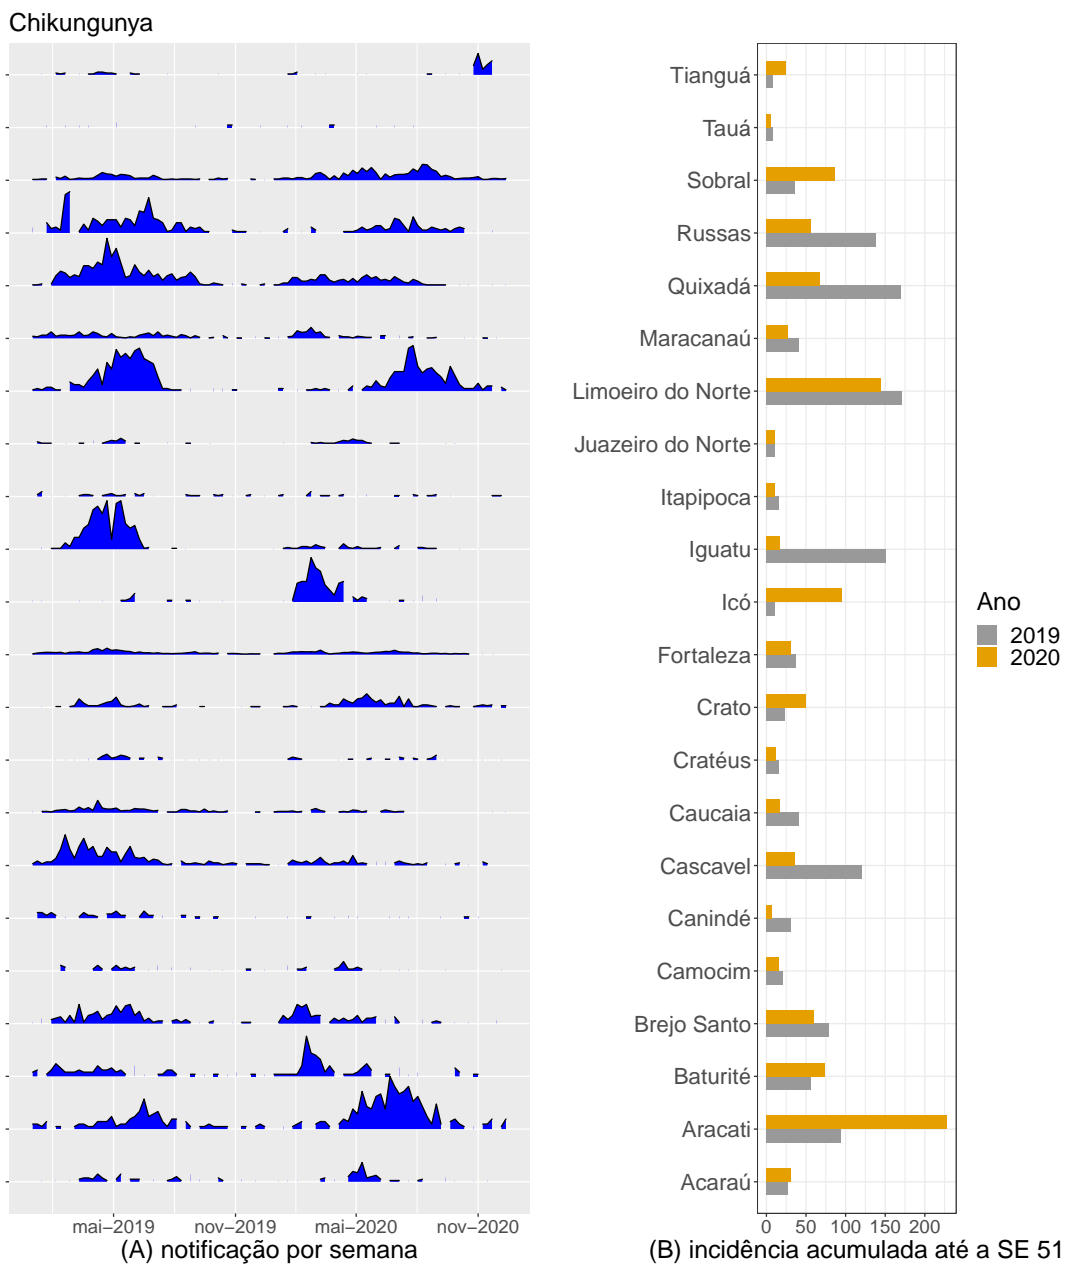 Chikungunya
Tianguá
Tauá
Sobral
Russas
Quixadá
Maracanaú
Limoeiro do Norte
Juazeiro do Norte
Itapipoca
Iguatu
Icó
Fortaleza
Crato
Cratéus
Caucaia
Cascavel
Canindé
Camocim
Brejo Santo
Baturité
Aracati
Acaraú
Ano
2019
2020
mai–2019 nov–2019 mai–2020 nov–2020
0 50 100 150 200
(A) notificação por semana
(B) incidência acumulada até a SE 51